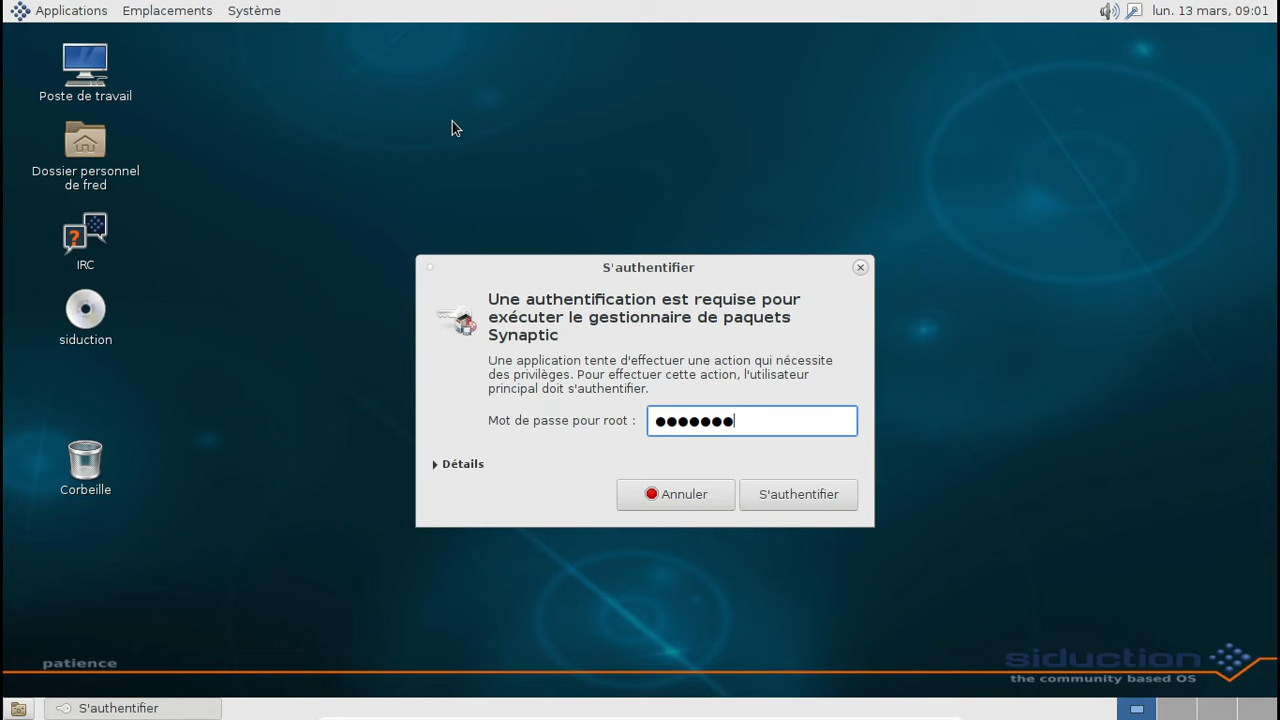 Applications Emplacements Système lun. 13 mars, 09:01
Poste de travail
Dossier personnel
de fred
IRC
siduction
Corbeille
S'authentifier
Une authentification est requise pour
exécuter le gestionnaire de paquets
Synaptic
Une application tente d'effectuer une action qui nécessite
des privilèges. Pour effectuer cette action, l'utilisateur
principal doit s'authentifier.
Mot de passe pour root : ●●●●●●●
Détails
Annuler S'authentifier
patience
siduction
the community based OS
S'authentifier